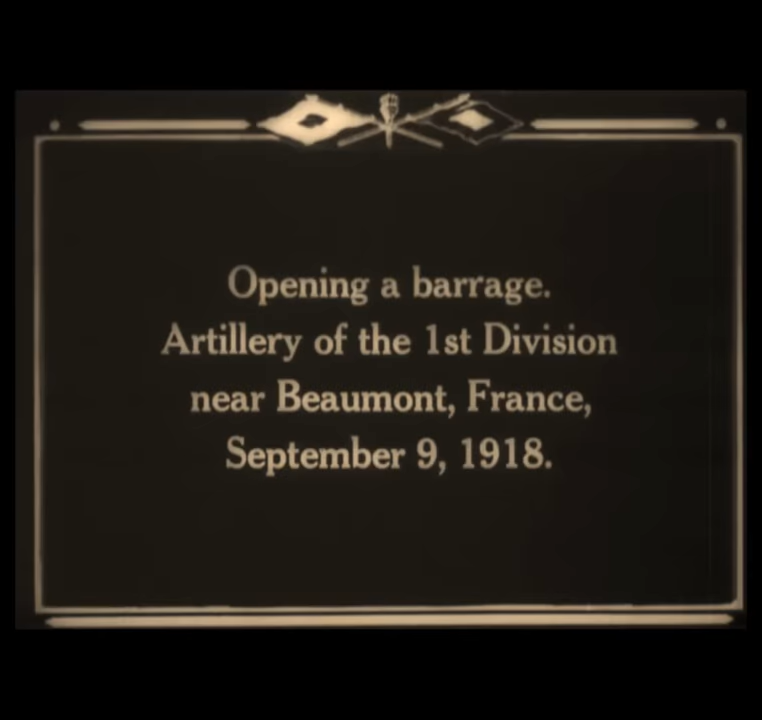 Opening a barrage.
Artillery of the 1st Division
near Beaumont, France,
September 9, 1918.